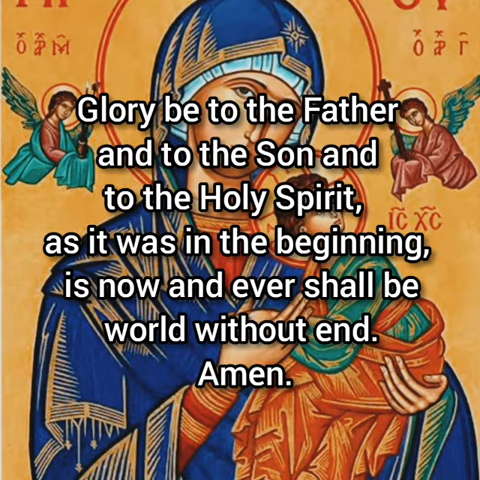 Ο ΑΡ Μ
Ο ΑΡ Γ
Glory be to the Father
and to the Son and
to the Holy Spirit,
ΙC XC
as it was in the beginning,
is now and ever shall be
world without end.
Amen.